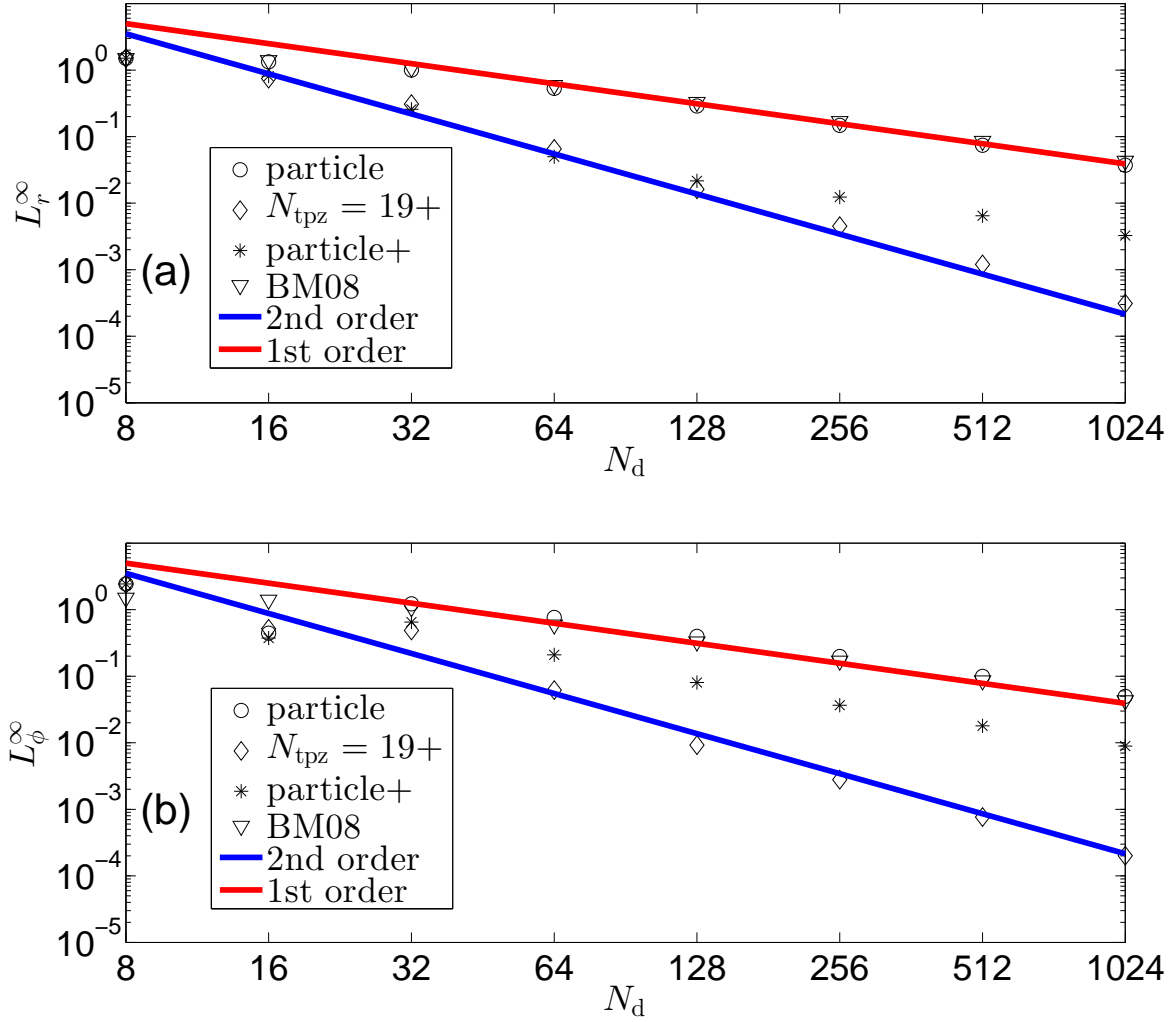 10^0
10^−1
10^−2
10^−3
10^−4
10^−5
L_r^∞
(a)
particle
N_tpz = 19+
particle+
BM08
2nd order
1st order
8 16 32 64 128 256 512 1024
N_d
10^0
10^−1
10^−2
10^−3
10^−4
10^−5
L_ϕ^∞
(b)
particle
N_tpz = 19+
particle+
BM08
2nd order
1st order
8 16 32 64 128 256 512 1024
N_d